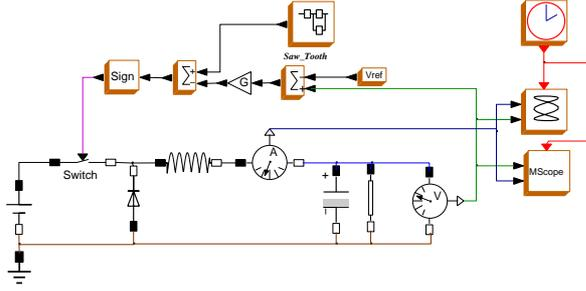 Saw_Tooth
Sign
Σ
+
-
G
Σ
-
+
Vref
A
Switch
+
-
V
MScope